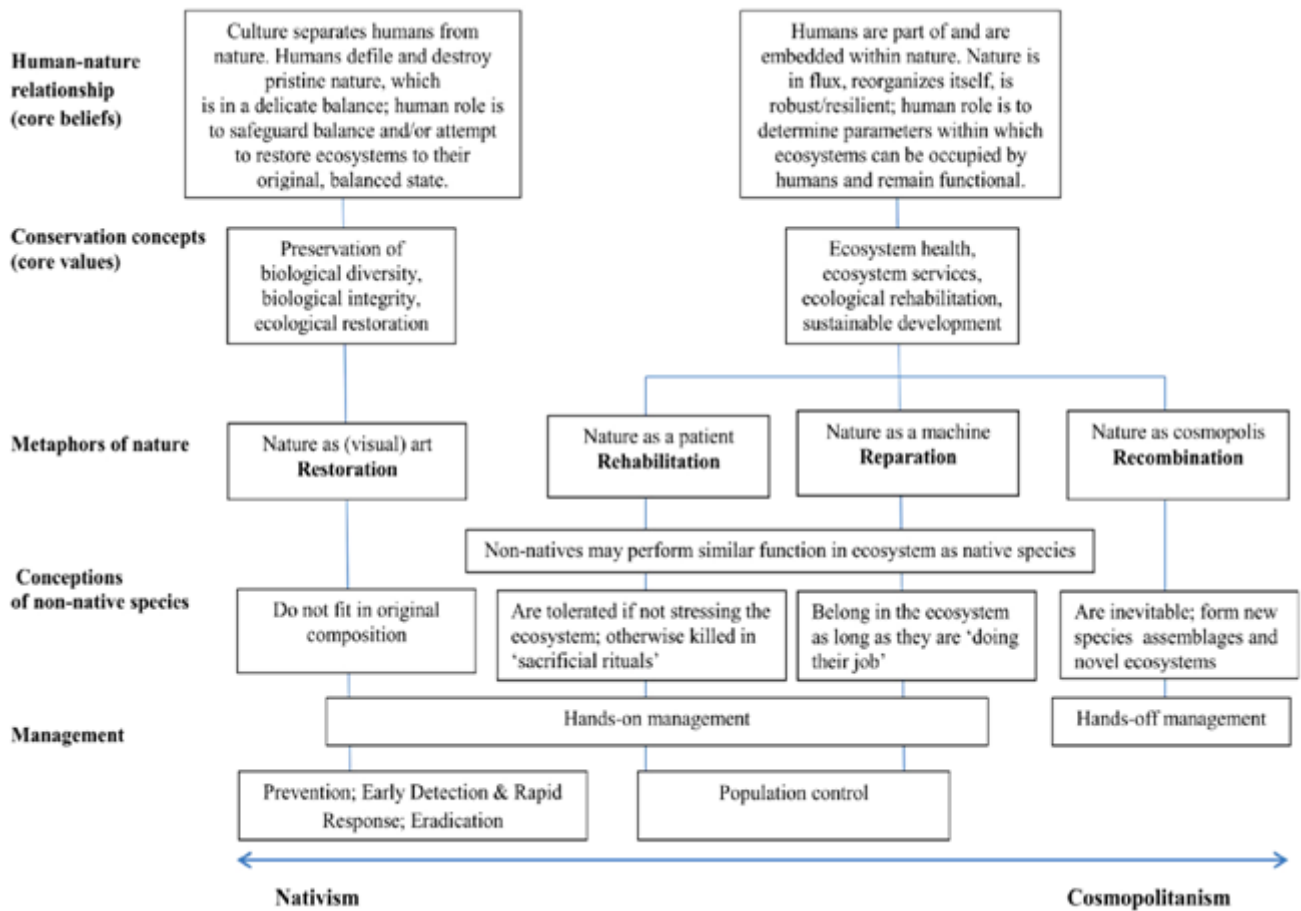 Human-nature
relationship
(core beliefs)
Culture separates humans from
nature. Humans defile and destroy
pristine nature, which
is in a delicate balance; human role is
to safeguard balance and/or attempt
to restore ecosystems to their
original, balanced state.
Humans are part of and are
embedded within nature. Nature is
in flux, reorganizes itself, is
robust/resilient; human role is to
determine parameters within which
ecosystems can be occupied by
humans and remain functional.
Conservation concepts
(core values)
Preservation of
biological diversity,
biological integrity,
ecological restoration
Ecosystem health,
ecosystem services,
ecological rehabilitation,
sustainable development
Metaphors of nature
Nature as (visual) art
Restoration
Nature as a patient
Rehabilitation
Nature as a machine
Reparation
Nature as cosmopolis
Recombination
Non-natives may perform similar function in ecosystem as native species
Conceptions
of non-native species
Do not fit in original
composition
Are tolerated if not stressing the
ecosystem; otherwise killed in
‘sacrificial rituals’
Belong in the ecosystem
as long as they are ‘doing
their job’
Are inevitable; form new
species assemblages and
novel ecosystems
Management
Hands-on management
Hands-off management
Prevention; Early Detection & Rapid
Response; Eradication
Population control
Nativism
Cosmopolitanism